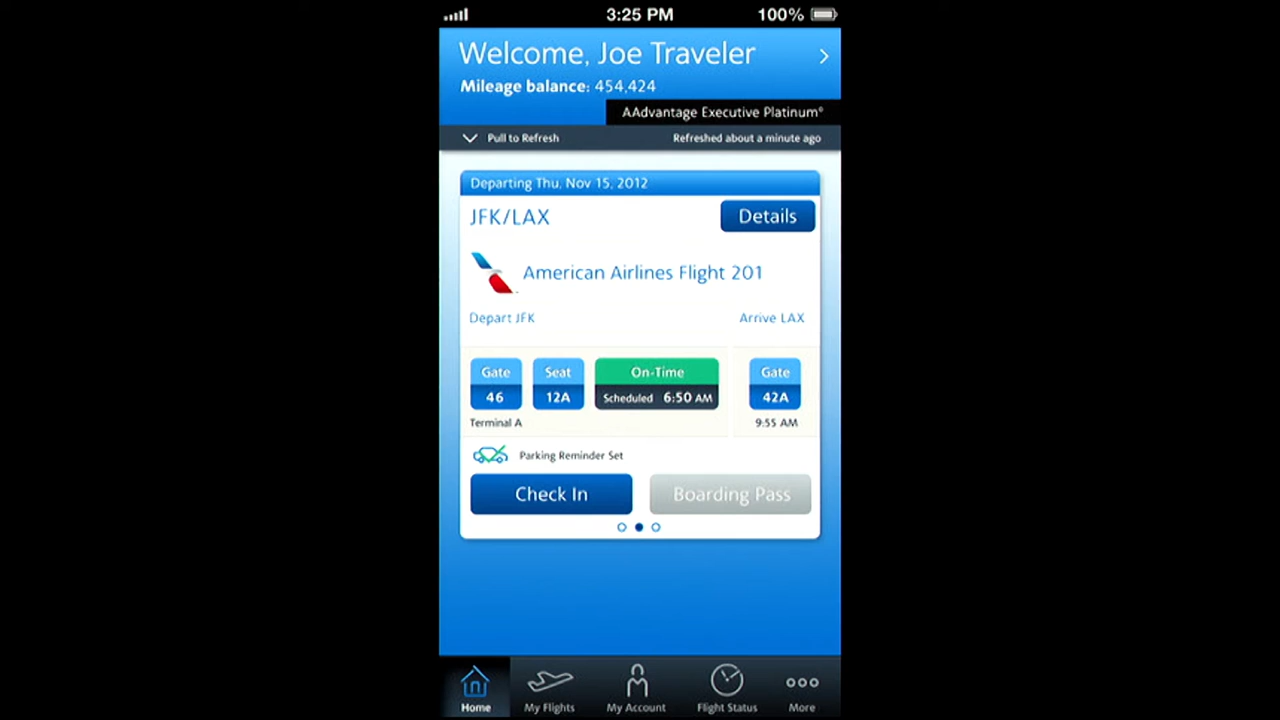 3:25 PM 100%
Welcome, Joe Traveler
Mileage balance: 454,424
AAdvantage Executive Platinum®
Pull to Refresh Refreshed about a minute ago
Departing Thu, Nov 15, 2012
JFK/LAX Details
American Airlines Flight 201
Depart JFK Arrive LAX
Gate Seat On-Time Gate
46 12A Scheduled 6:50 AM 42A
Terminal A 9:55 AM
Parking Reminder Set
Check In Boarding Pass
Home My Flights My Account Flight Status More